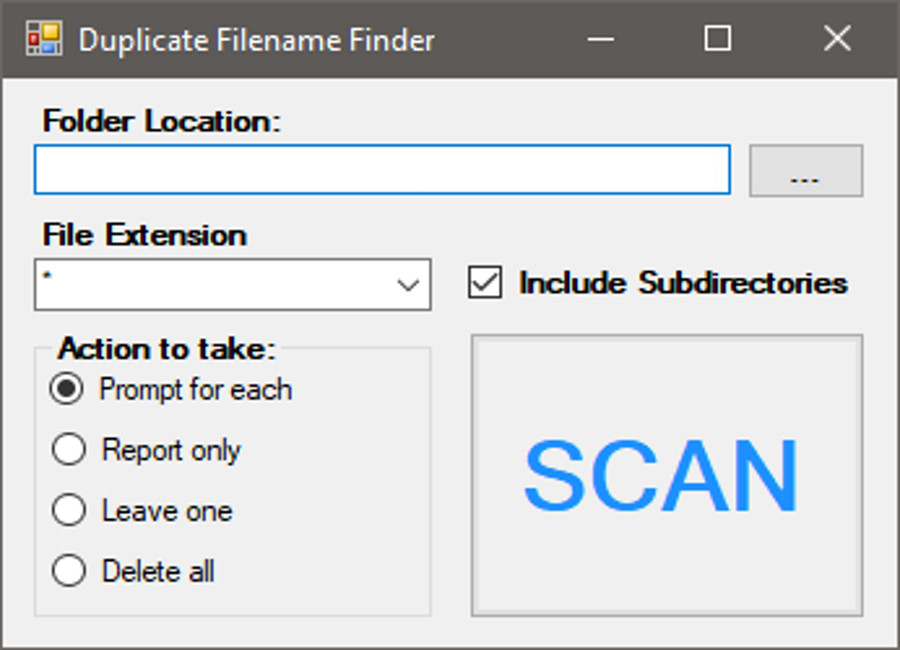 Duplicate Filename Finder
Folder Location:
...
File Extension
*
Include Subdirectories
Action to take:
Prompt for each
Report only
Leave one
Delete all
SCAN